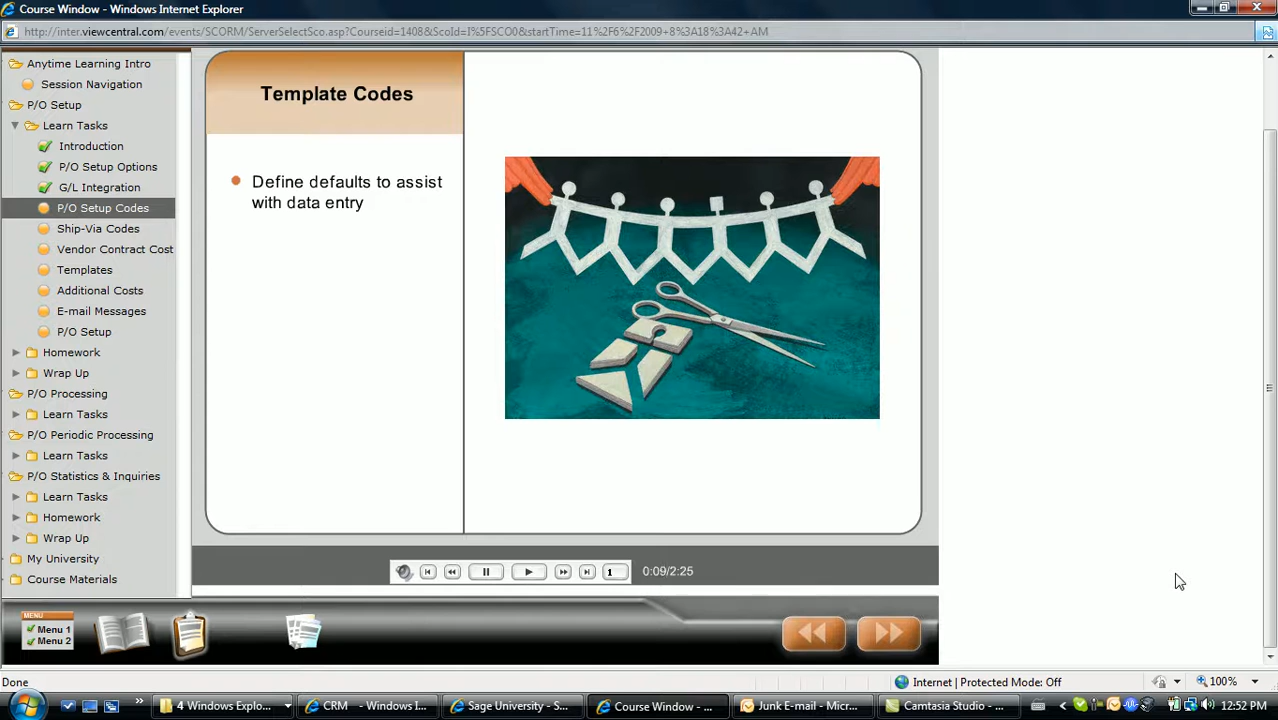 Course Window - Windows Internet Explorer
http://inter.viewcentral.com/events/SCORM/ServerSelectSco.asp?Courseid=1408&ScoId=I%5FSCO0&startTime=11%2F6%2F2009+8%3A18%3A42+AM
Anytime Learning Intro
Session Navigation
P/O Setup
Learn Tasks
Introduction
P/O Setup Options
G/L Integration
P/O Setup Codes
Ship-Via Codes
Vendor Contract Cost
Templates
Additional Costs
E-mail Messages
P/O Setup
Homework
Wrap Up
P/O Processing
Learn Tasks
P/O Periodic Processing
Learn Tasks
P/O Statistics & Inquiries
Learn Tasks
Homework
Wrap Up
My University
Course Materials
Template Codes
Define defaults to assist
with data entry
1
0:09/2:25
MENU
Menu 1
Menu 2
Done
Internet | Protected Mode: Off
100%
4 Windows Explo...
CRM - Windows I...
Sage University - S...
Course Window - ...
Junk E-mail - Micr...
Camtasia Studio - ...
12:52 PM